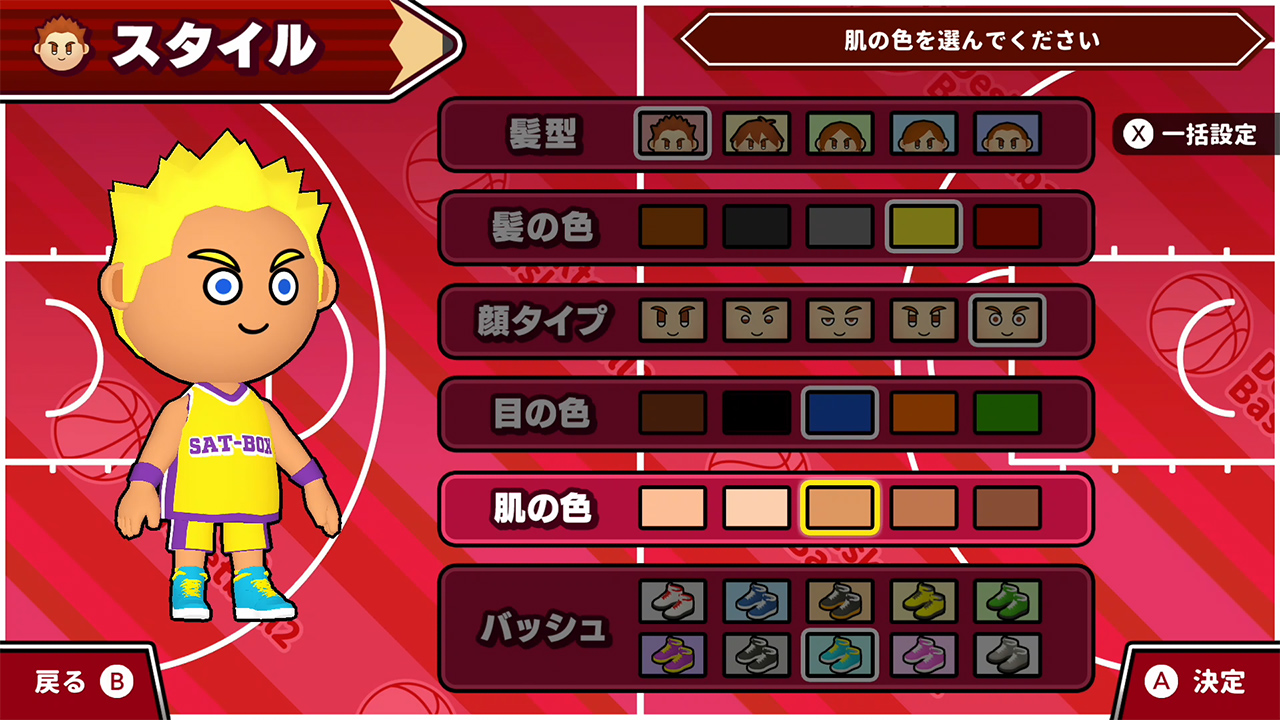 スタイル
肌の色を選んでください
X 一括設定
髪型
髪の色
顔タイプ
目の色
肌の色
バッシュ
SAT-BOX
戻る B
A 決定